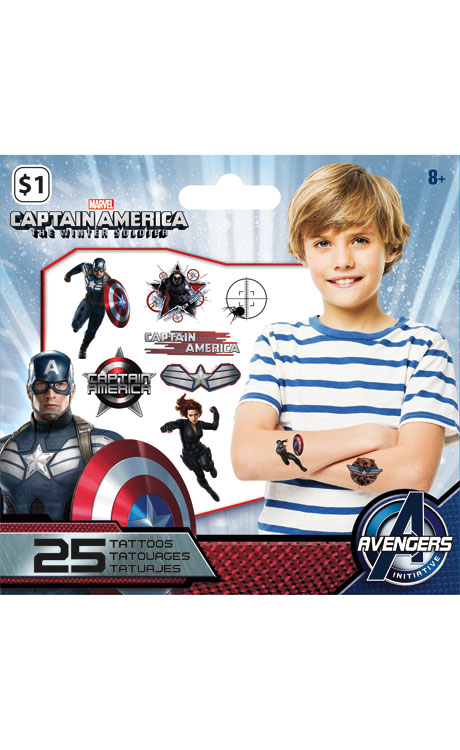 $1
8+
MARVEL
CAPTAIN AMERICA
THE WINTER SOLDIER
CAPTAIN
AMERICA
CAPTAIN
AMERICA
A
25
TATTOOS
TATOUAGES
TATUAJES
A
AVENGERS
INITIATIVE